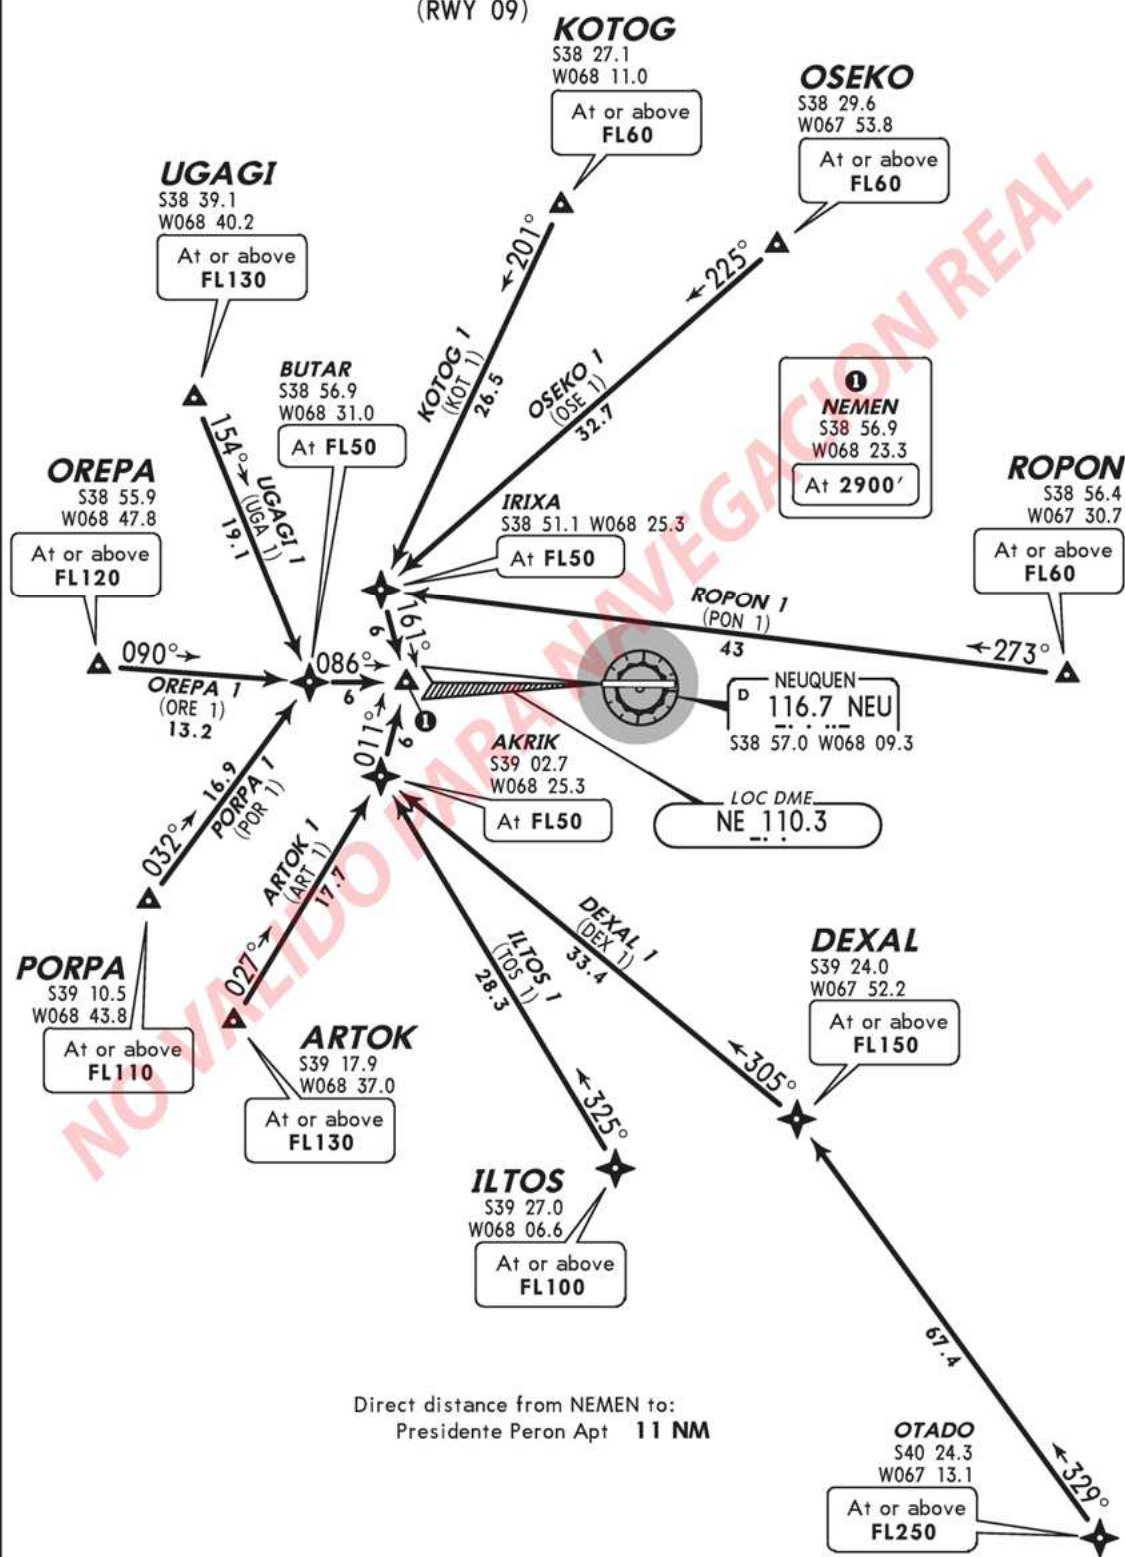 (RWY 09)
KOTOG
S38 27.1
W068 11.0
At or above
FL60
OSEKO
S38 29.6
W067 53.8
At or above
FL60
UGAGI
S38 39.1
W068 40.2
At or above
FL130
201°
225°
BUTAR
S38 56.9
W068 31.0
At FL50
KOTOG 1
(KOT 1)
26.5
OSEKO 1
(OSE 1)
32.7
1
NEMEN
S38 56.9
W068 23.3
At 2900'
154°
UGAGI 1
(UGA 1)
19.1
OREPA
S38 55.9
W068 47.8
At or above
FL120
ROPON
S38 56.4
W067 30.7
At or above
FL60
IRIXA
S38 51.1 W068 25.3
At FL50
ROPON 1
(PON 1)
43
273°
161°
6
090°
OREPA 1
(ORE 1)
13.2
086°
6
1
NEUQUEN
D 116.7 NEU
S38 57.0 W068 09.3
011°
6
AKRIK
S39 02.7
W068 25.3
At FL50
LOC DME
NE 110.3
032°
16.9
PORPA 1
(POR 1)
ARTOK 1
(ART 1)
17.7
027°
PORPA
S39 10.5
W068 43.8
At or above
FL110
ARTOK
S39 17.9
W068 37.0
At or above
FL130
ILTOS 1
(TOS 1)
28.3
325°
DEXAL 1
(DEX 1)
33.4
305°
DEXAL
S39 24.0
W067 52.2
At or above
FL150
ILTOS
S39 27.0
W068 06.6
At or above
FL100
67.4
Direct distance from NEMEN to:
Presidente Peron Apt 11 NM
OTADO
S40 24.3
W067 13.1
At or above
FL250
329°
NO VALIDO PARA NAVEGACION REAL